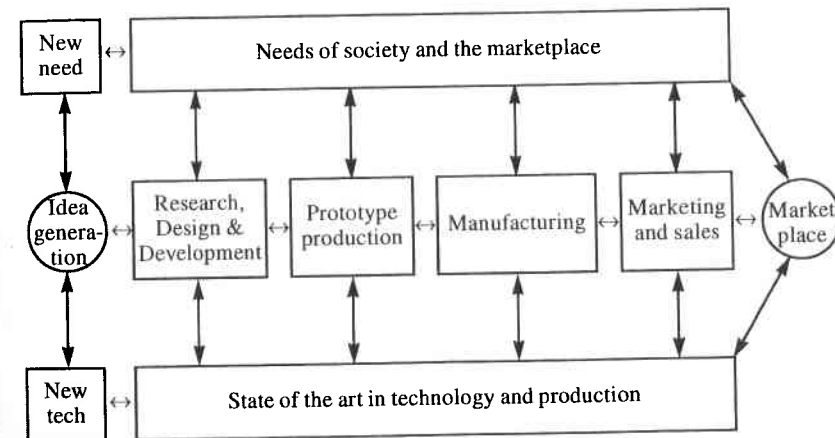 New
need
Needs of society and the marketplace
Idea
genera-
tion
Research,
Design &
Development
Prototype
production
Manufacturing
Marketing
and sales
Market
place
New
tech
State of the art in technology and production